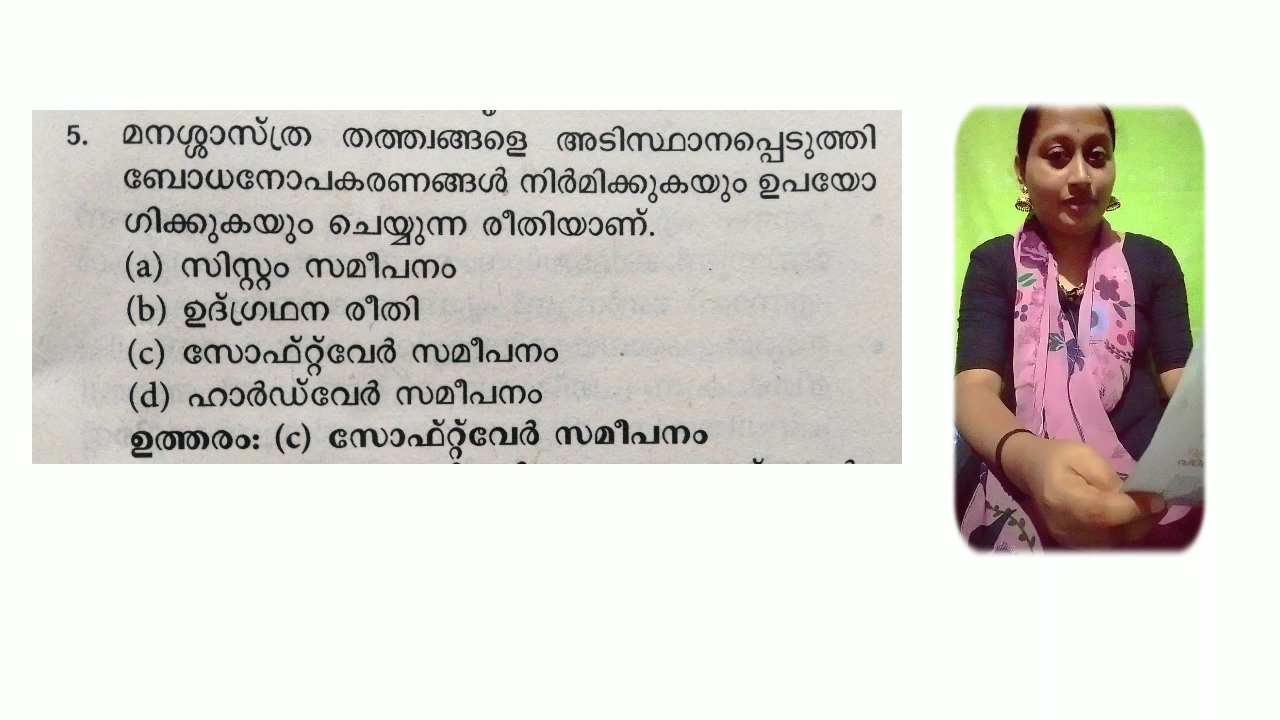 5. മനശ്ശാസ്ത്ര തത്ത്വങ്ങളെ അടിസ്ഥാനപ്പെടുത്തി
ബോധനോപകരണങ്ങൾ നിർമിക്കുകയും ഉപയോ
ഗിക്കുകയും ചെയ്യുന്ന രീതിയാണ്.
(a) സിസ്റ്റം സമീപനം
(b) ഉദ്ഗ്രഥന രീതി
(c) സോഫ്റ്റ്‌വേർ സമീപനം
(d) ഹാർഡ്‌വേർ സമീപനം
ഉത്തരം: (c) സോഫ്റ്റ്‌വേർ സമീപനം